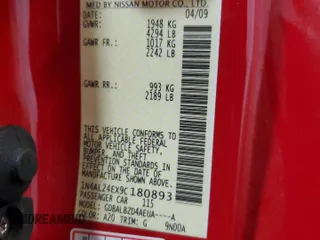 MFD BY NISSAN MOTOR CO., LTD.
04/09
GVWR: 1948 KG
4294 LB
GAWR FR.: 1017 KG
2242 LB
GAWR RR: 993 KG
2189 LB
THIS VEHICLE CONFORMS
TO ALL APPLICABLE
FEDERAL MOTOR VEHICLE
SAFETY, BUMPER, AND THEFT
PREVENTION STANDARDS
IN EFFECT ON THE DATE OF
MANUFACTURE SHOWN ABOVE.
1N4AL24EX9C180893
PASSENGER CAR 115
MODEL: GDBALBZD4AEUA----A
COLOR: A20 TRIM: G 9N00A